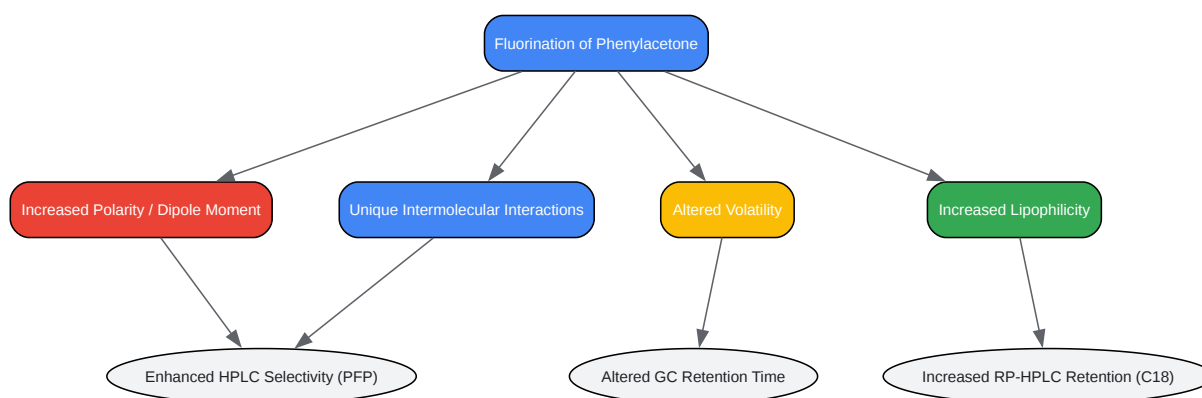 Fluorination of Phenylacetone
Increased Polarity / Dipole Moment
Unique Intermolecular Interactions
Altered Volatility
Increased Lipophilicity
Enhanced HPLC Selectivity (PFP)
Altered GC Retention Time
Increased RP-HPLC Retention (C18)